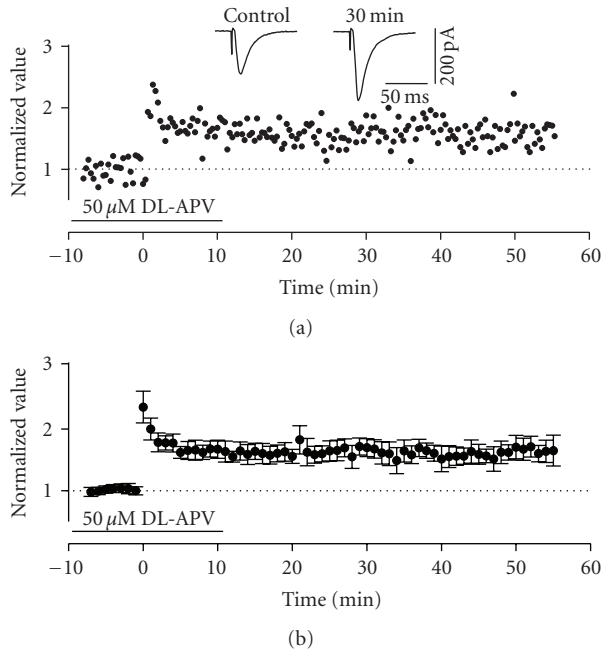 Control
30 min
200 pA
50 ms
Normalized value
3
2
1
50 μM DL-APV
−10 0 10 20 30 40 50 60
Time (min)
(a)
Normalized value
3
2
1
50 μM DL-APV
−10 0 10 20 30 40 50 60
Time (min)
(b)